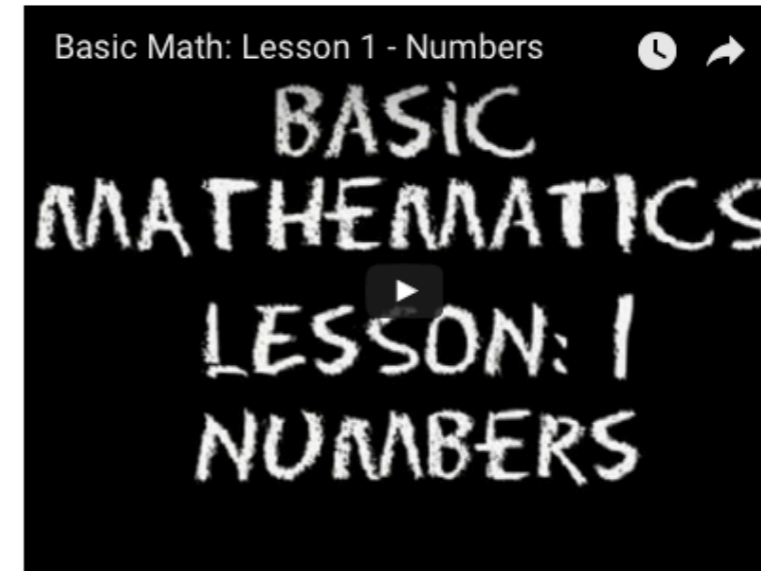 Basic Math: Lesson 1 - Numbers
BASiC
MATHEMATICS
LESSON: 1
NUMBERS